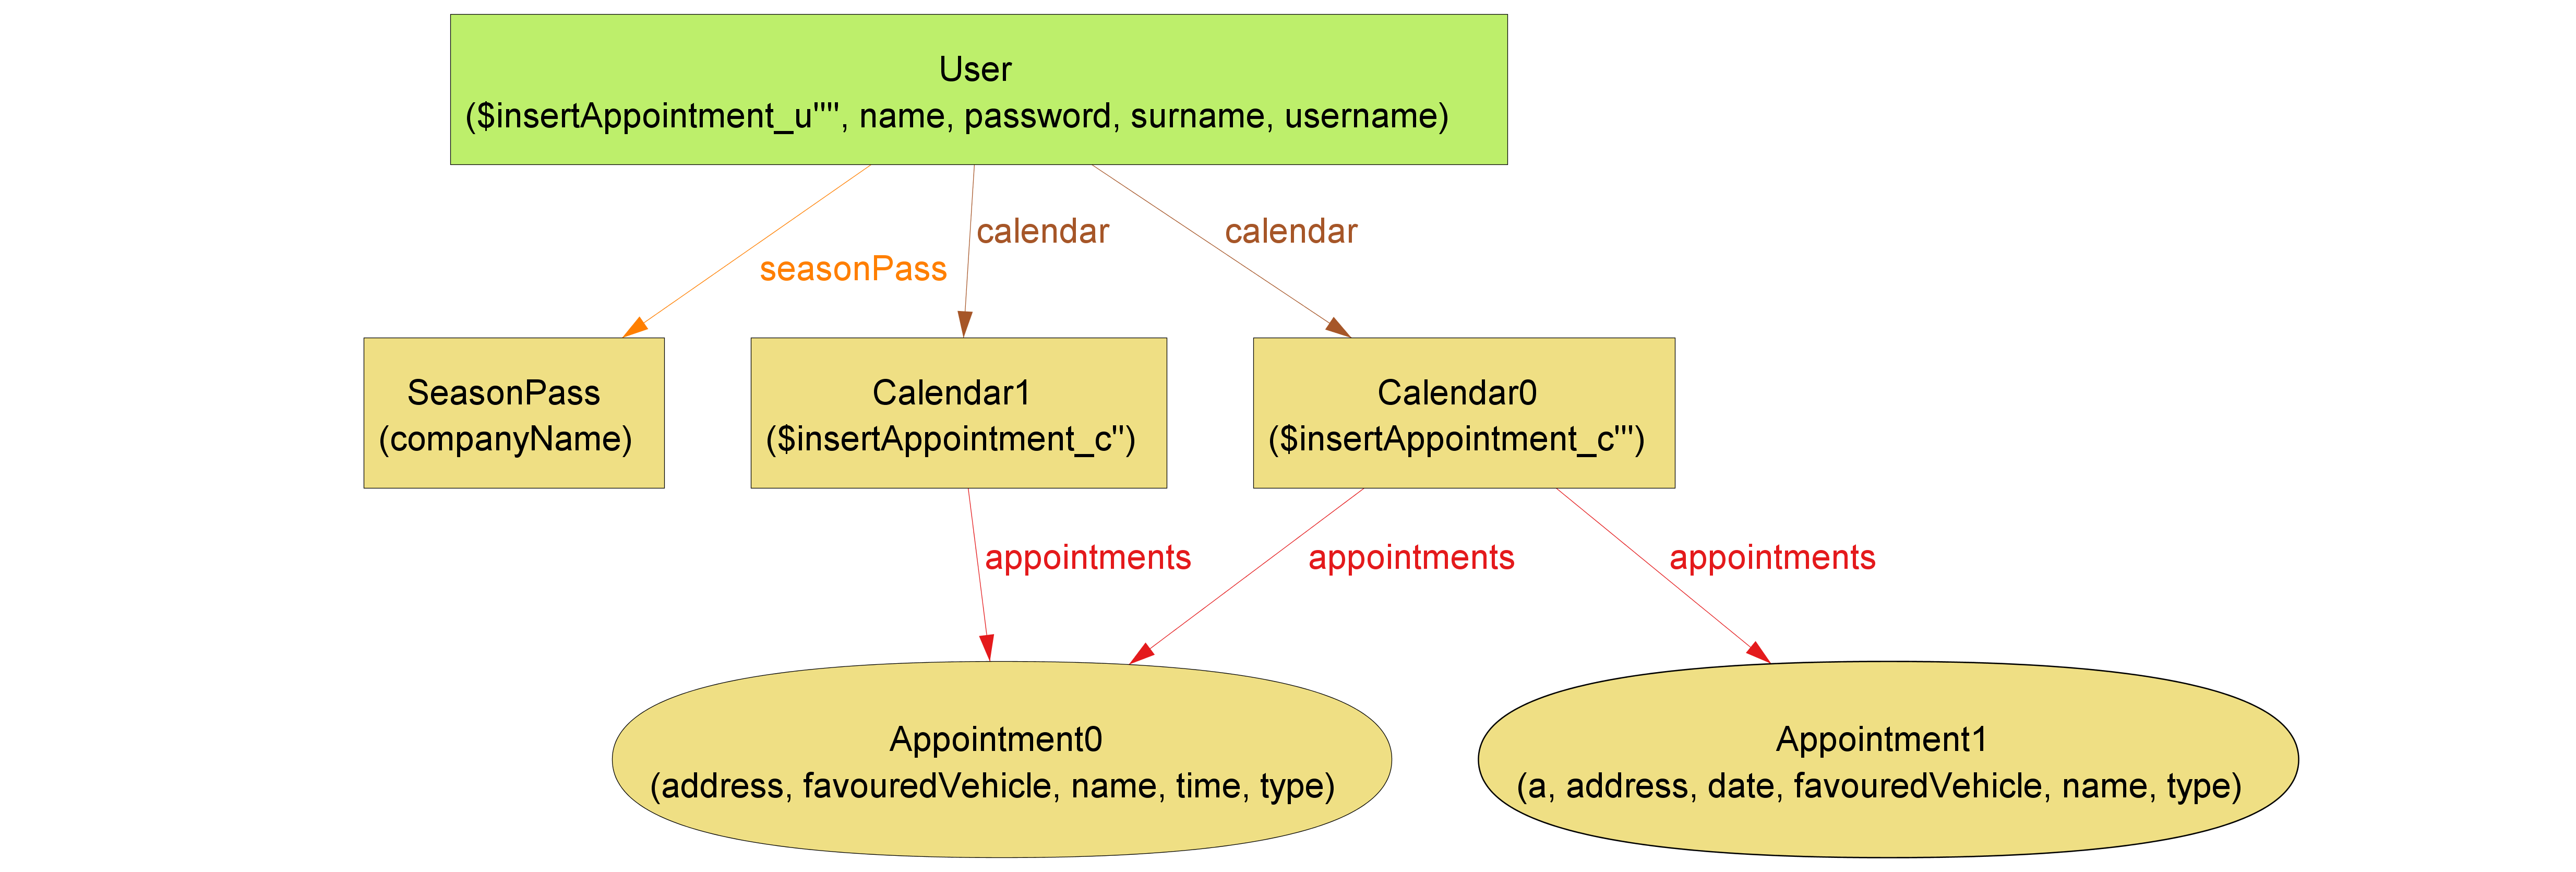 User
($insertAppointment_u'''', name, password, surname, username)
calendar
calendar
seasonPass
SeasonPass
(companyName)
Calendar1
($insertAppointment_c'')
Calendar0
($insertAppointment_c''')
appointments
appointments
appointments
Appointment0
(address, favouredVehicle, name, time, type)
Appointment1
(a, address, date, favouredVehicle, name, type)